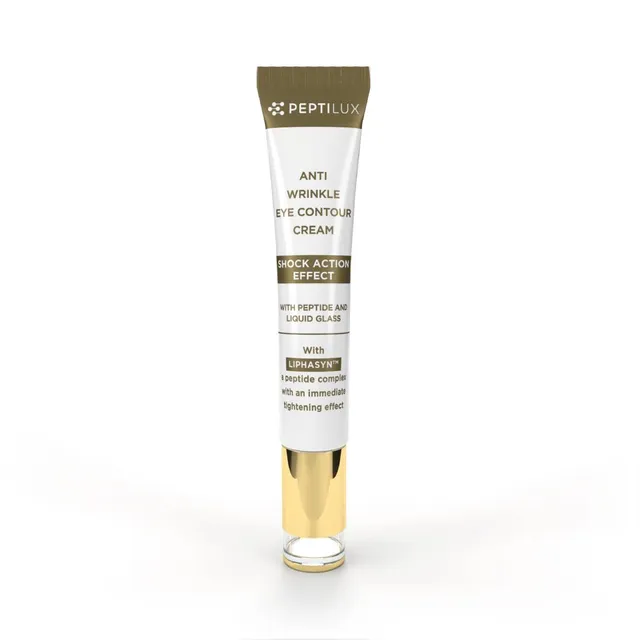 PEPTILUX
ANTI
WRINKLE
EYE CONTOUR
CREAM
SHOCK ACTION
EFFECT
WITH PEPTIDE AND
LIQUID GLASS
With
LIPHASYN™
a peptide complex
with an immediate
tightening effect